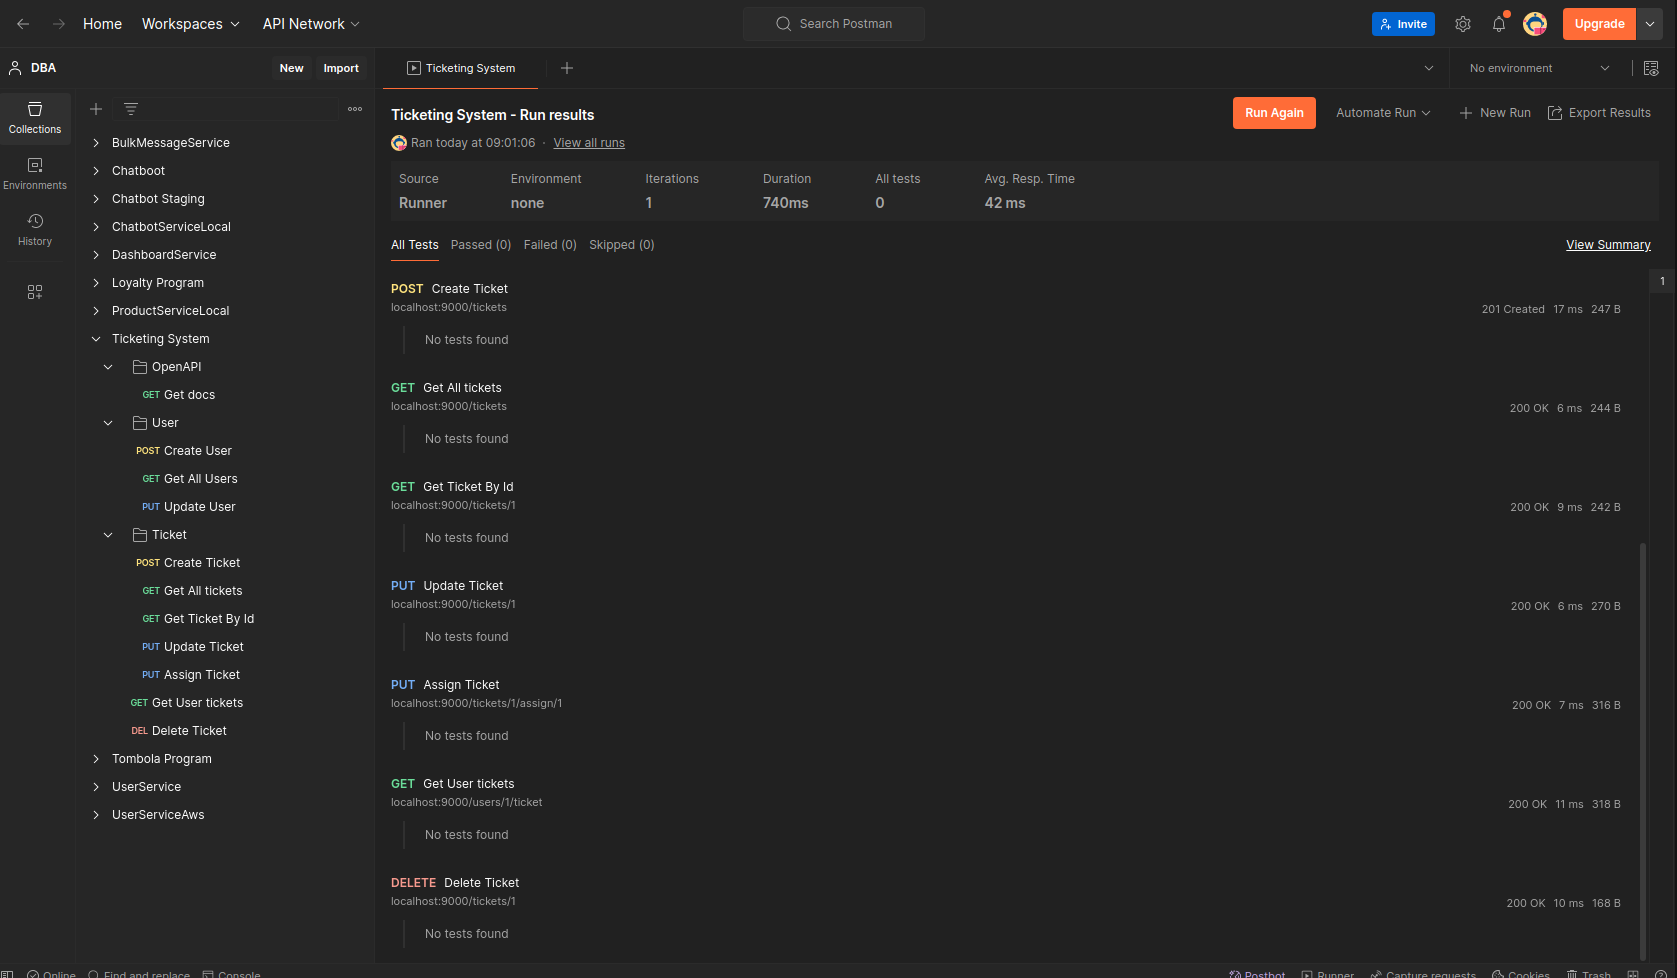 Home Workspaces API Network Search Postman Invite Upgrade
DBA New Import Ticketing System No environment
Collections
Environments
History
BulkMessageService
Chatboot
Chatbot Staging
ChatbotServiceLocal
DashboardService
Loyalty Program
ProductServiceLocal
Ticketing System
OpenAPI
GET Get docs
User
POST Create User
GET Get All Users
PUT Update User
Ticket
POST Create Ticket
GET Get All tickets
GET Get Ticket By Id
PUT Update Ticket
PUT Assign Ticket
GET Get User tickets
DEL Delete Ticket
Tombola Program
UserService
UserServiceAws
Ticketing System - Run results Run Again Automate Run New Run Export Results
Ran today at 09:01:06 · View all runs
Source Environment Iterations Duration All tests Avg. Resp. Time
Runner none 1 740ms 0 42 ms
All Tests Passed (0) Failed (0) Skipped (0) View Summary
1
POST Create Ticket
localhost:9000/tickets 201 Created 17 ms 247 B
No tests found
GET Get All tickets
localhost:9000/tickets 200 OK 6 ms 244 B
No tests found
GET Get Ticket By Id
localhost:9000/tickets/1 200 OK 9 ms 242 B
No tests found
PUT Update Ticket
localhost:9000/tickets/1 200 OK 6 ms 270 B
No tests found
PUT Assign Ticket
localhost:9000/tickets/1/assign/1 200 OK 7 ms 316 B
No tests found
GET Get User tickets
localhost:9000/users/1/ticket 200 OK 11 ms 318 B
No tests found
DELETE Delete Ticket
localhost:9000/tickets/1 200 OK 10 ms 168 B
No tests found
Online Find and replace Console Postbot Runner Capture requests Cookies Trash